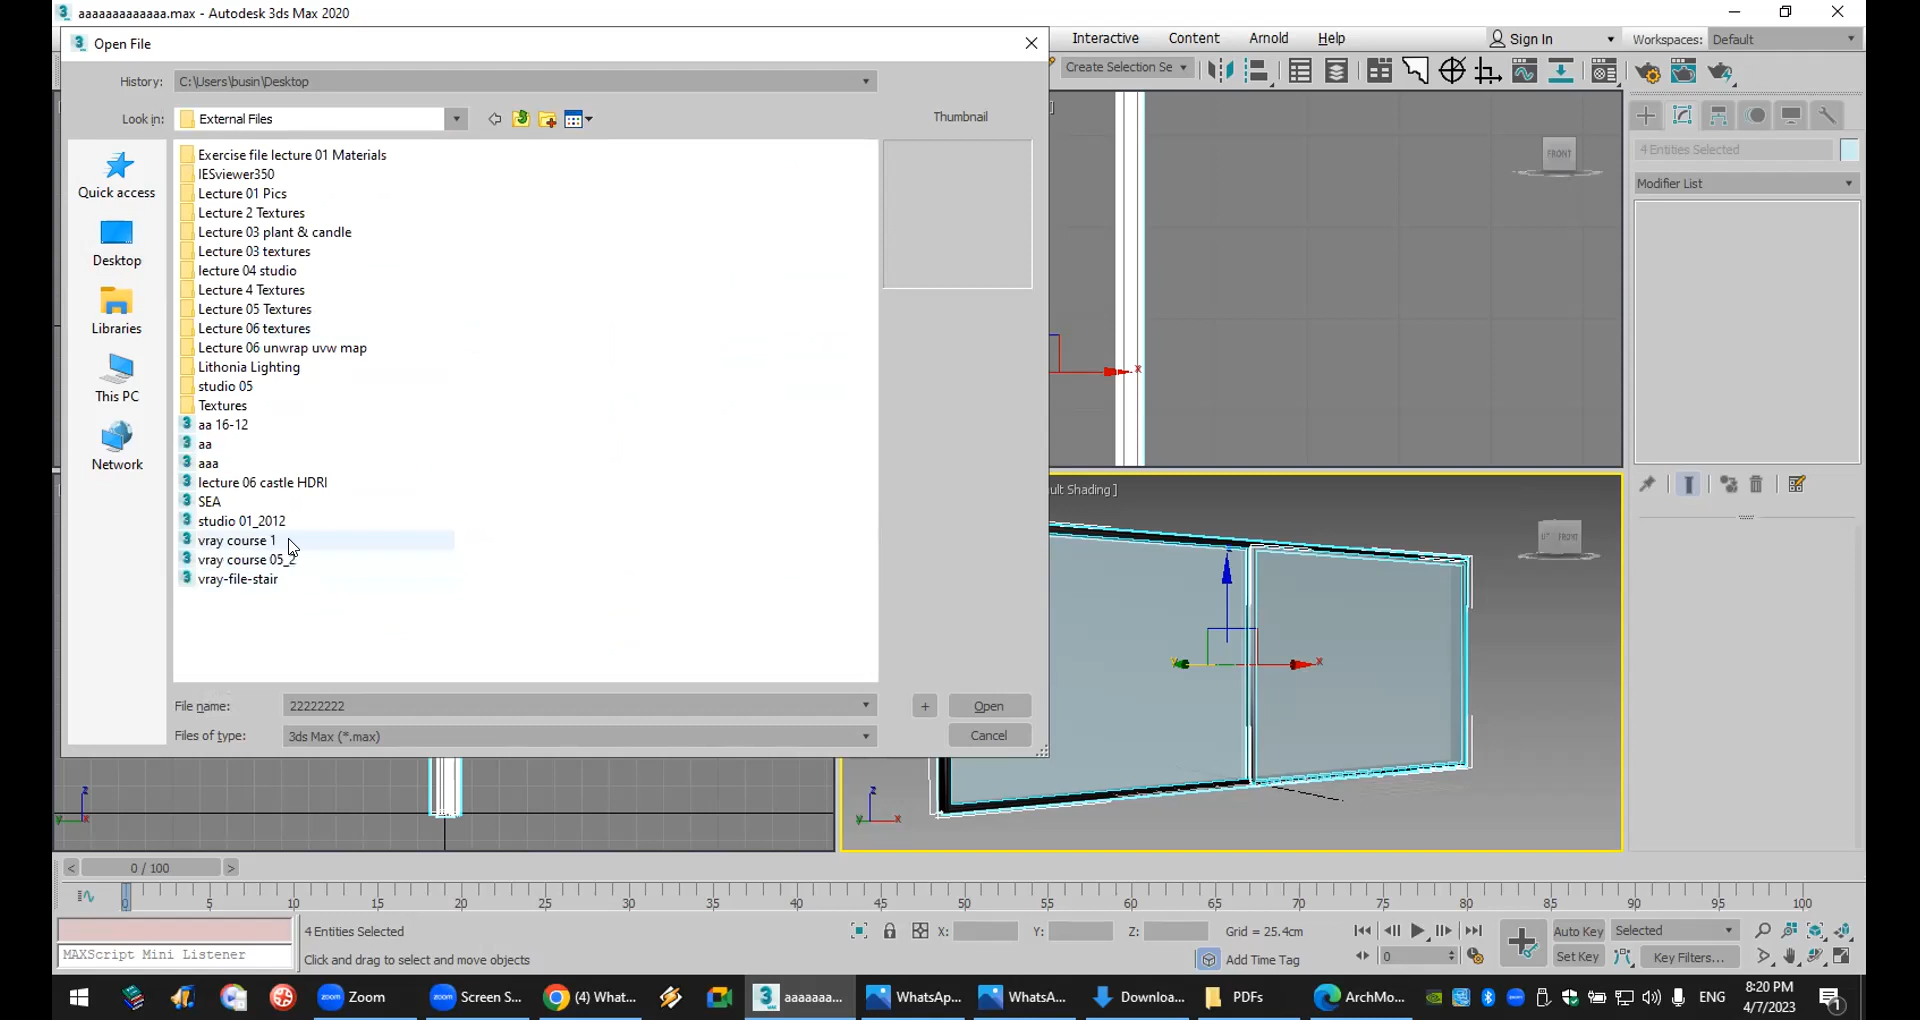 aaaaaaaaaaaaa.max - Autodesk 3ds Max 2020
Open File
Interactive
Content
Arnold
Help
Sign In
Workspaces: Default
History: C:\Users\busin\Desktop
Create Selection Se
Look in: External Files
Thumbnail
Quick access
Desktop
Libraries
This PC
Network
Exercise file lecture 01 Materials
IESviewer350
Lecture 01 Pics
Lecture 2 Textures
Lecture 03 plant & candle
Lecture 03 textures
lecture 04 studio
Lecture 4 Textures
Lecture 05 Textures
Lecture 06 textures
Lecture 06 unwrap uvw map
Lithonia Lighting
studio 05
Textures
aa 16-12
aa
aaa
lecture 06 castle HDRI
SEA
studio 01_2012
vray course 1
vray course 05_2
vray-file-stair
File name: 22222222
Open
Files of type: 3ds Max (*.max)
Cancel
FRONT
4 Entities Selected
Modifier List
x
ult Shading ]
FRONT
x
z
x
z
x
0 / 100
0 5 10 15 20 25 30 35 40 45 50 55 60 65 70 75 80 85 90 95 100
4 Entities Selected
X:
Y:
Z:
Grid = 25.4cm
Auto Key
Selected
MAXScript Mini Listener
Click and drag to select and move objects
Add Time Tag
0
Set Key
Key Filters...
Zoom
Screen S...
(4) What...
aaaaaaa...
WhatsAp...
WhatsA...
Downloa...
PDFs
ArchMo...
ENG
8:20 PM
4/7/2023